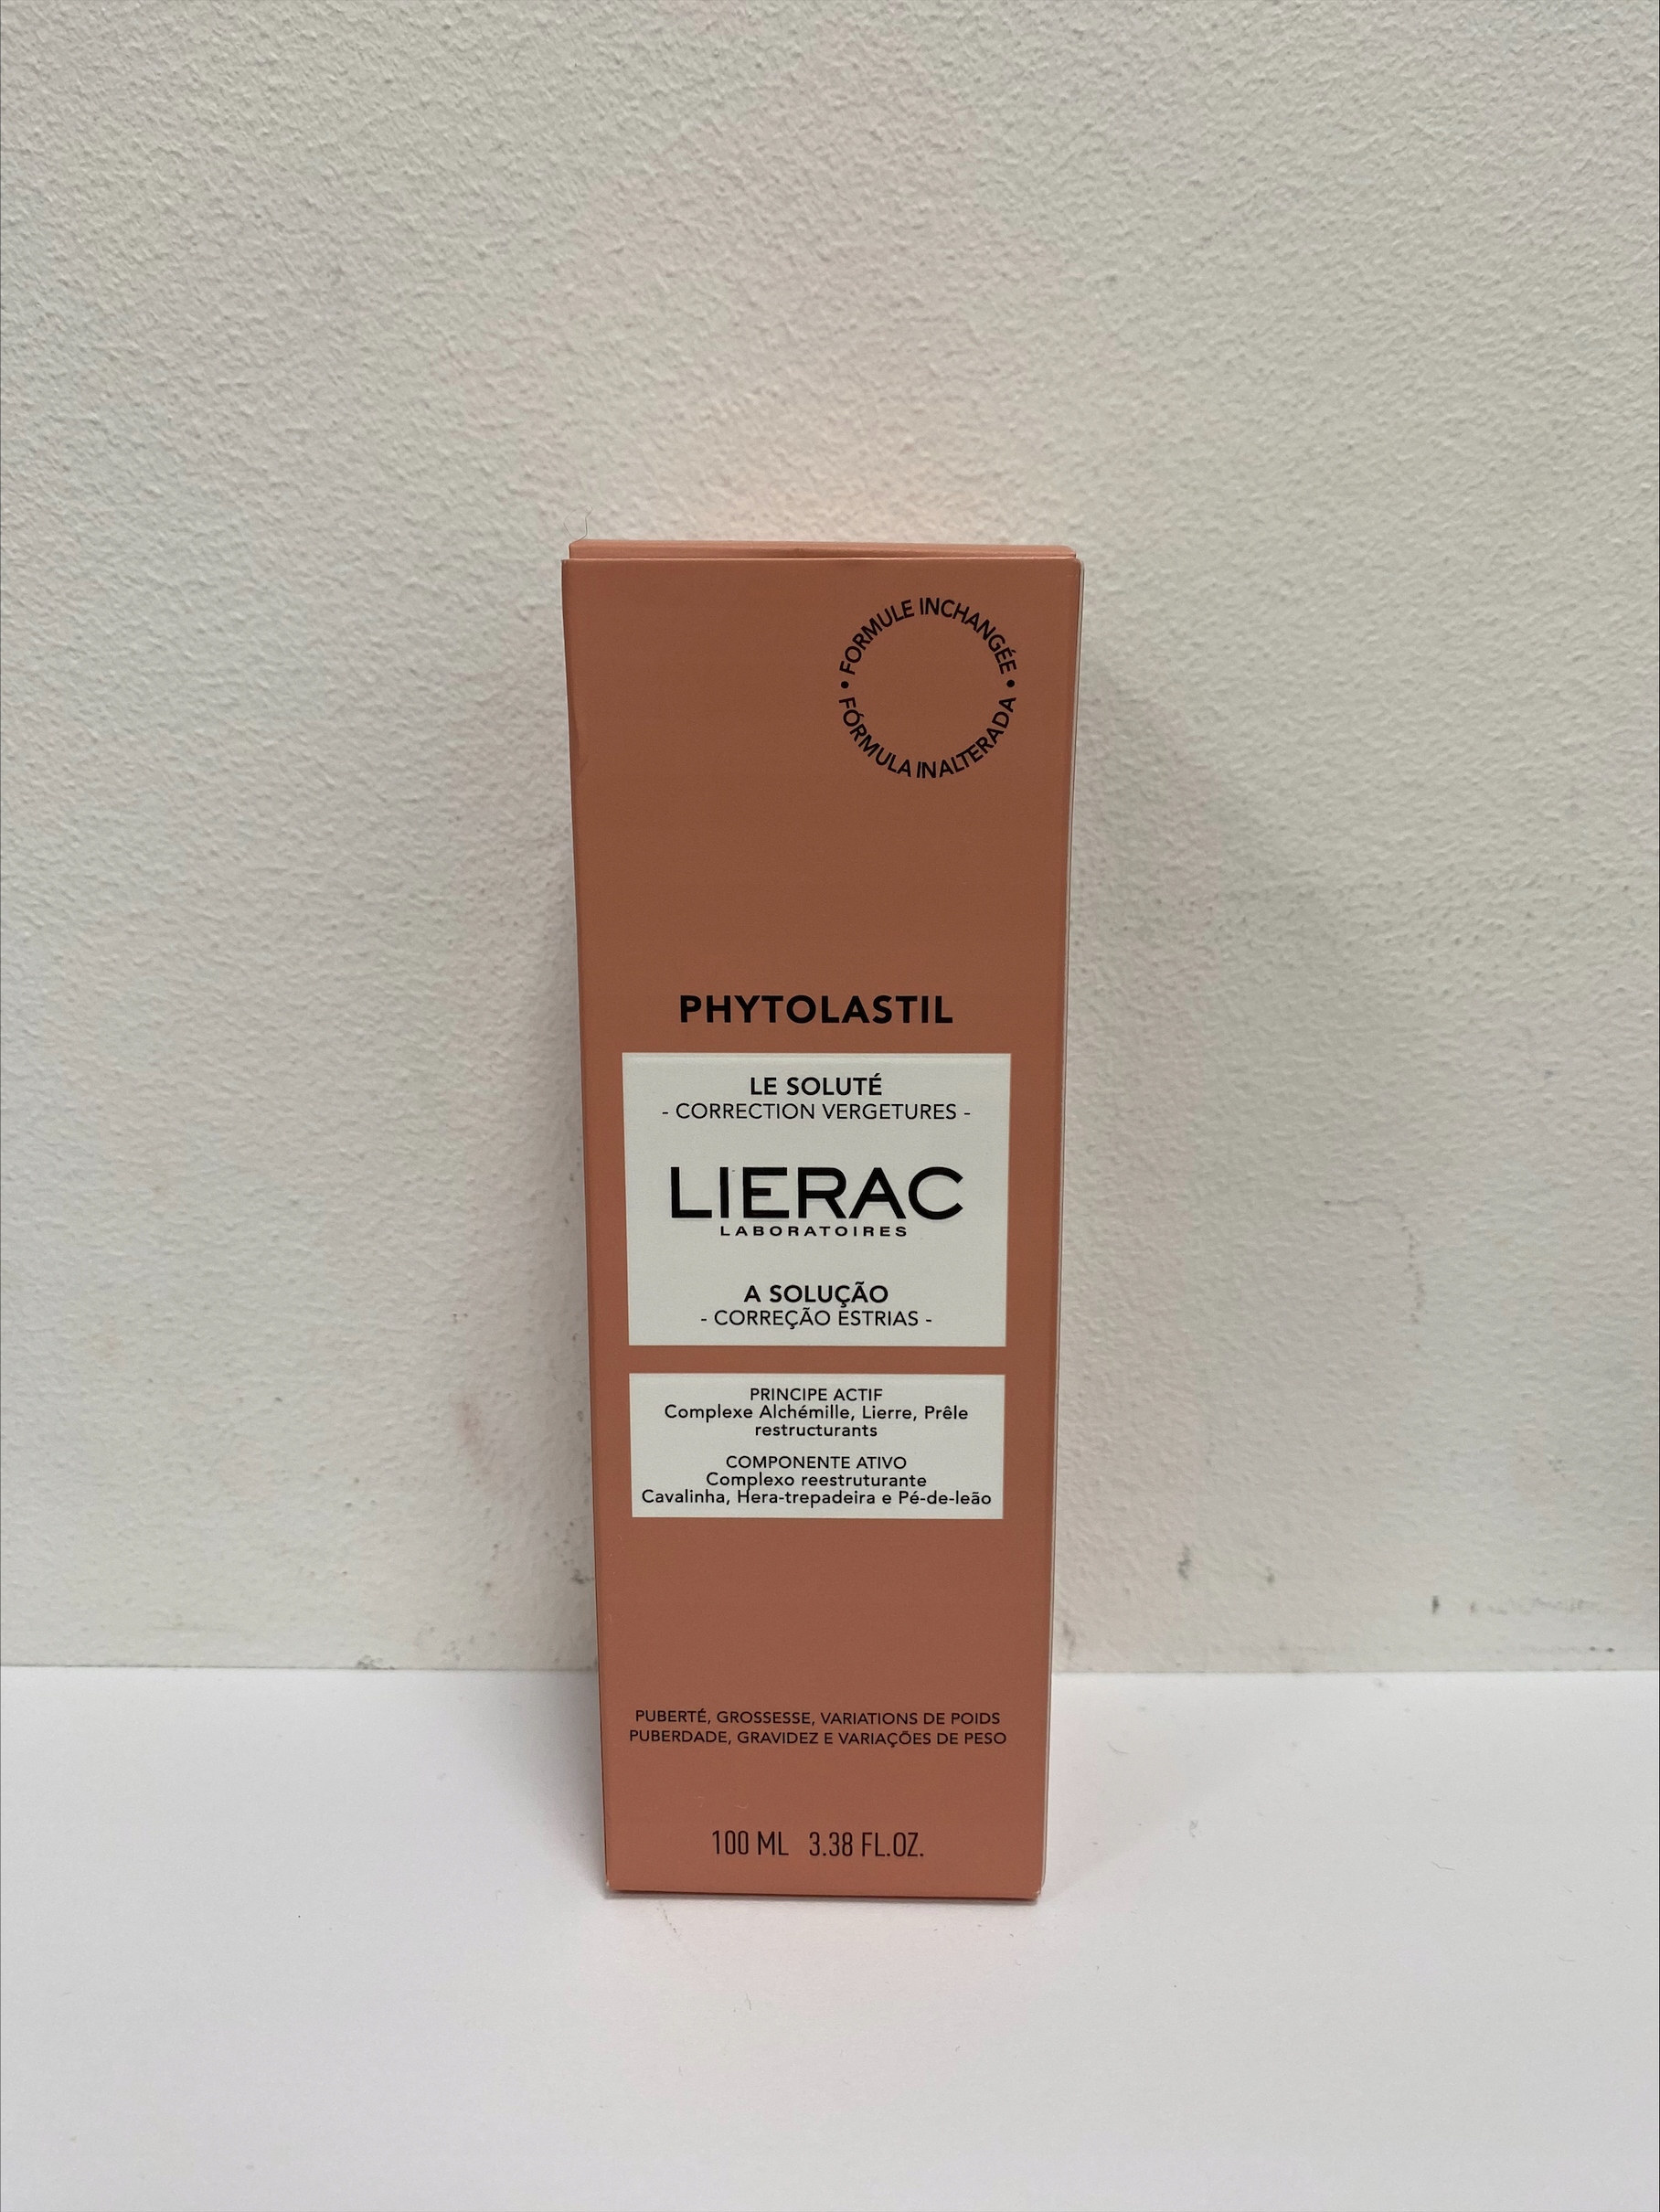 • FORMULE INCHANGÉE •
FÓRMULA INALTERADA
PHYTOLASTIL
LE SOLUTÉ
- CORRECTION VERGETURES -
LIERAC
LABORATOIRES
A SOLUÇÃO
- CORREÇÃO ESTRIAS -
PRINCIPE ACTIF
Complexe Alchémille, Lierre, Prêle
restructurants
COMPONENTE ATIVO
Complexo reestruturante
Cavalinha, Hera-trepadeira e Pé-de-leão
PUBERTÉ, GROSSESSE, VARIATIONS DE POIDS
PUBERDADE, GRAVIDEZ E VARIAÇÕES DE PESO
100 ML 3.38 FL.OZ.